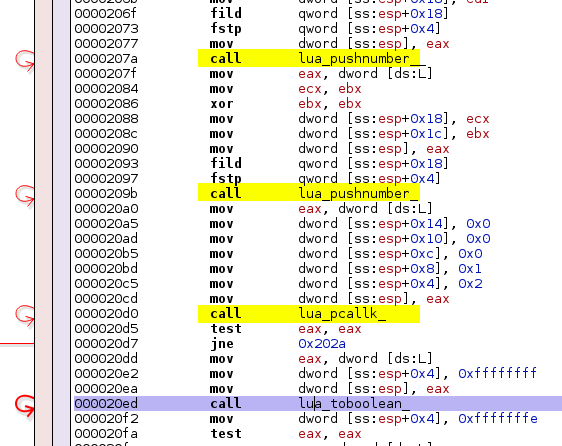 0000206f fild qword [ss:esp+0x18]
00002073 fstp qword [ss:esp+0x4]
00002077 mov dword [ss:esp], eax
0000207a call lua_pushnumber__
0000207f mov eax, dword [ds:L]
00002084 mov ecx, ebx
00002086 xor ebx, ebx
00002088 mov dword [ss:esp+0x18], ecx
0000208c mov dword [ss:esp+0x1c], ebx
00002090 mov dword [ss:esp], eax
00002093 fild qword [ss:esp+0x18]
00002097 fstp qword [ss:esp+0x4]
0000209b call lua_pushnumber_
000020a0 mov eax, dword [ds:L]
000020a5 mov dword [ss:esp+0x14], 0x0
000020ad mov dword [ss:esp+0x10], 0x0
000020b5 mov dword [ss:esp+0xc], 0x0
000020bd mov dword [ss:esp+0x8], 0x1
000020c5 mov dword [ss:esp+0x4], 0x2
000020cd mov dword [ss:esp], eax
000020d0 call lua_pcallk_
000020d5 test eax, eax
000020d7 jne 0x202a
000020dd mov eax, dword [ds:L]
000020e2 mov dword [ss:esp+0x4], 0xffffffff
000020ea mov dword [ss:esp], eax
000020ed call lua_toboolean_
000020f2 mov dword [ss:esp+0x4], 0xfffffffe
000020fa test eax, eax